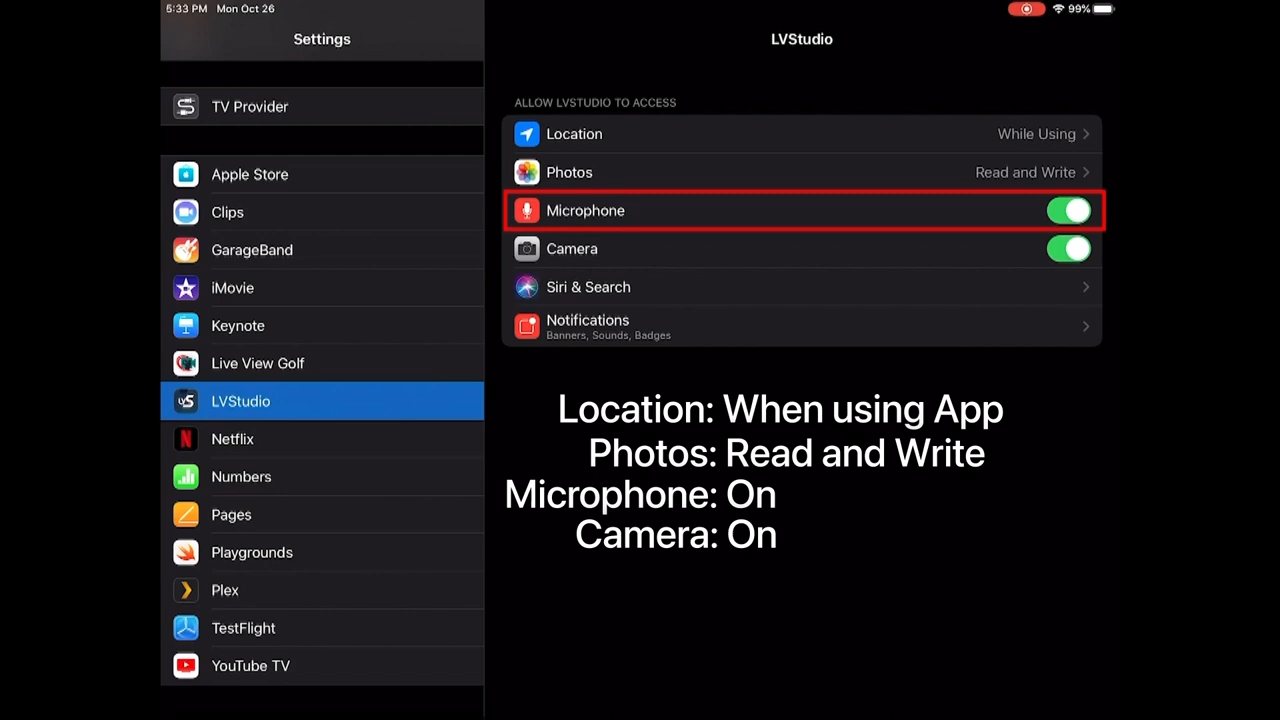 5:33 PM Mon Oct 26
99%
Settings
LVStudio
TV Provider
Apple Store
Clips
GarageBand
iMovie
Keynote
Live View Golf
LVStudio
Netflix
Numbers
Pages
Playgrounds
Plex
TestFlight
YouTube TV
ALLOW LVSTUDIO TO ACCESS
Location While Using
Photos Read and Write
Microphone
Camera
Siri & Search
Notifications
Banners, Sounds, Badges
Location: When using App
Photos: Read and Write
Microphone: On
Camera: On